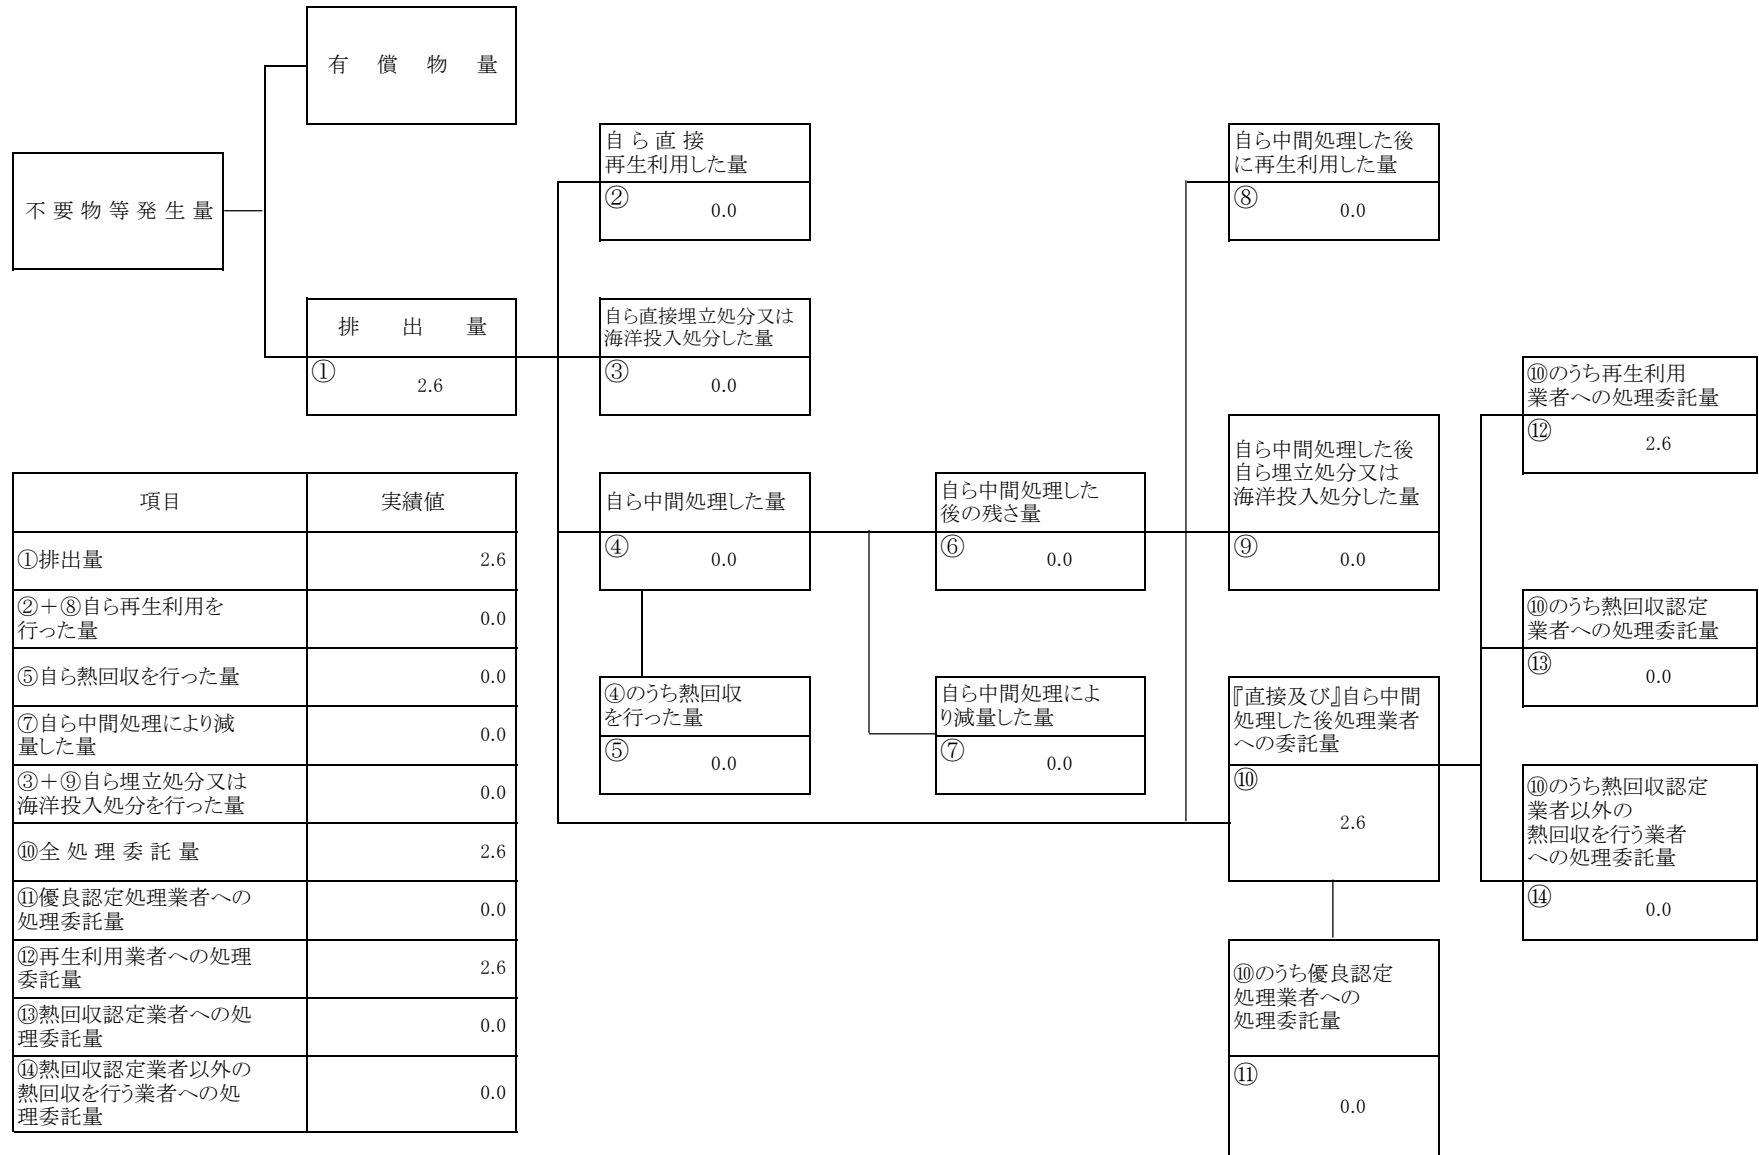 有償物量
不要物等発生量
排出量
①
2.6
自ら直接
再生利用した量
②
0.0
自ら直接埋立処分又は
海洋投入処分した量
③
0.0
自ら中間処理した量
④
0.0
④のうち熱回収
を行った量
⑤
0.0
自ら中間処理した
後の残さ量
⑥
0.0
自ら中間処理によ
り減量した量
⑦
0.0
自ら中間処理した後
に再生利用した量
⑧
0.0
自ら中間処理した後
自ら埋立処分又は
海洋投入処分した量
⑨
0.0
『直接及び』自ら中間
処理した後処理業者
への委託量
⑩
2.6
⑩のうち優良認定
処理業者への
処理委託量
⑪
0.0
⑩のうち再生利用
業者への処理委託量
⑫
2.6
⑩のうち熱回収認定
業者への処理委託量
⑬
0.0
⑩のうち熱回収認定
業者以外の
熱回収を行う業者
への処理委託量
⑭
0.0
項目 実績値
①排出量 2.6
②＋⑧自ら再生利用を
行った量 0.0
⑤自ら熱回収を行った量 0.0
⑦自ら中間処理により減
量した量 0.0
③＋⑨自ら埋立処分又は
海洋投入処分を行った量 0.0
⑩全処理委託量 2.6
⑪優良認定処理業者への
処理委託量 0.0
⑫再生利用業者への処理
委託量 2.6
⑬熱回収認定業者への処
理委託量 0.0
⑭熱回収認定業者以外の
熱回収を行う業者への処
理委託量 0.0